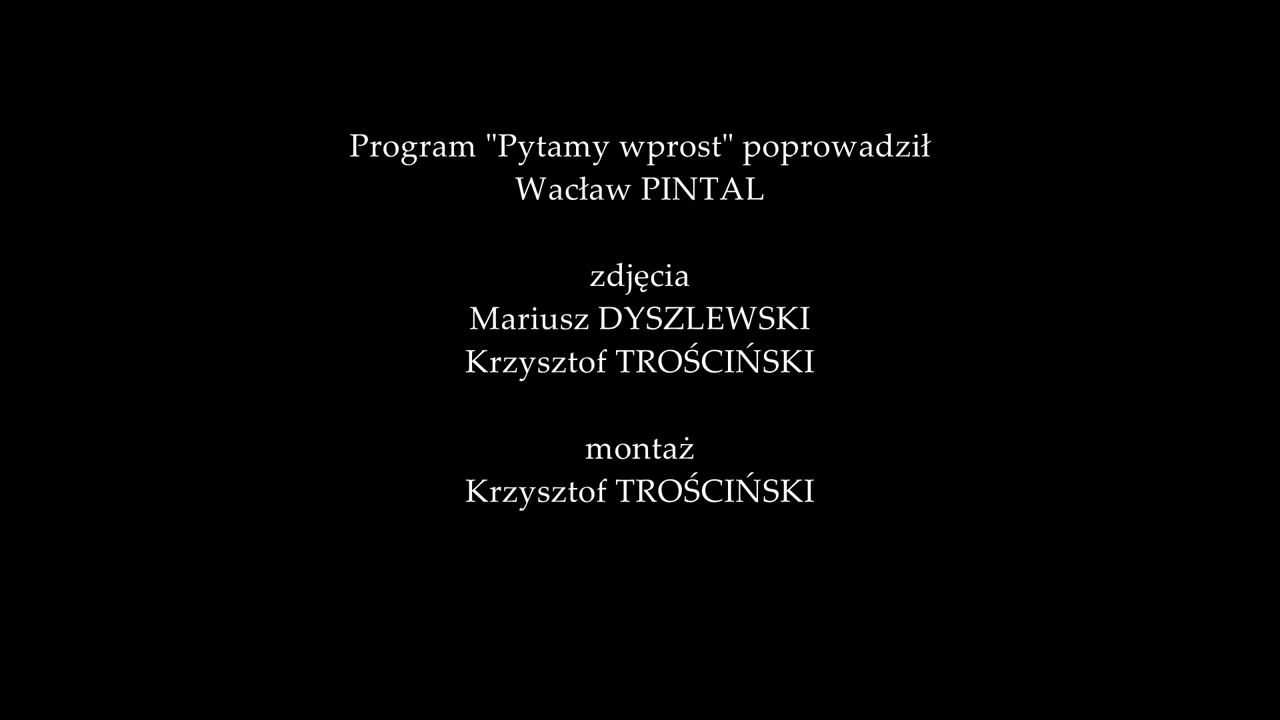 Program "Pytamy wprost" poprowadził
Wacław PINTAL
zdjęcia
Mariusz DYSZLEWSKI
Krzysztof TROŚCIŃSKI
montaż
Krzysztof TROŚCIŃSKI